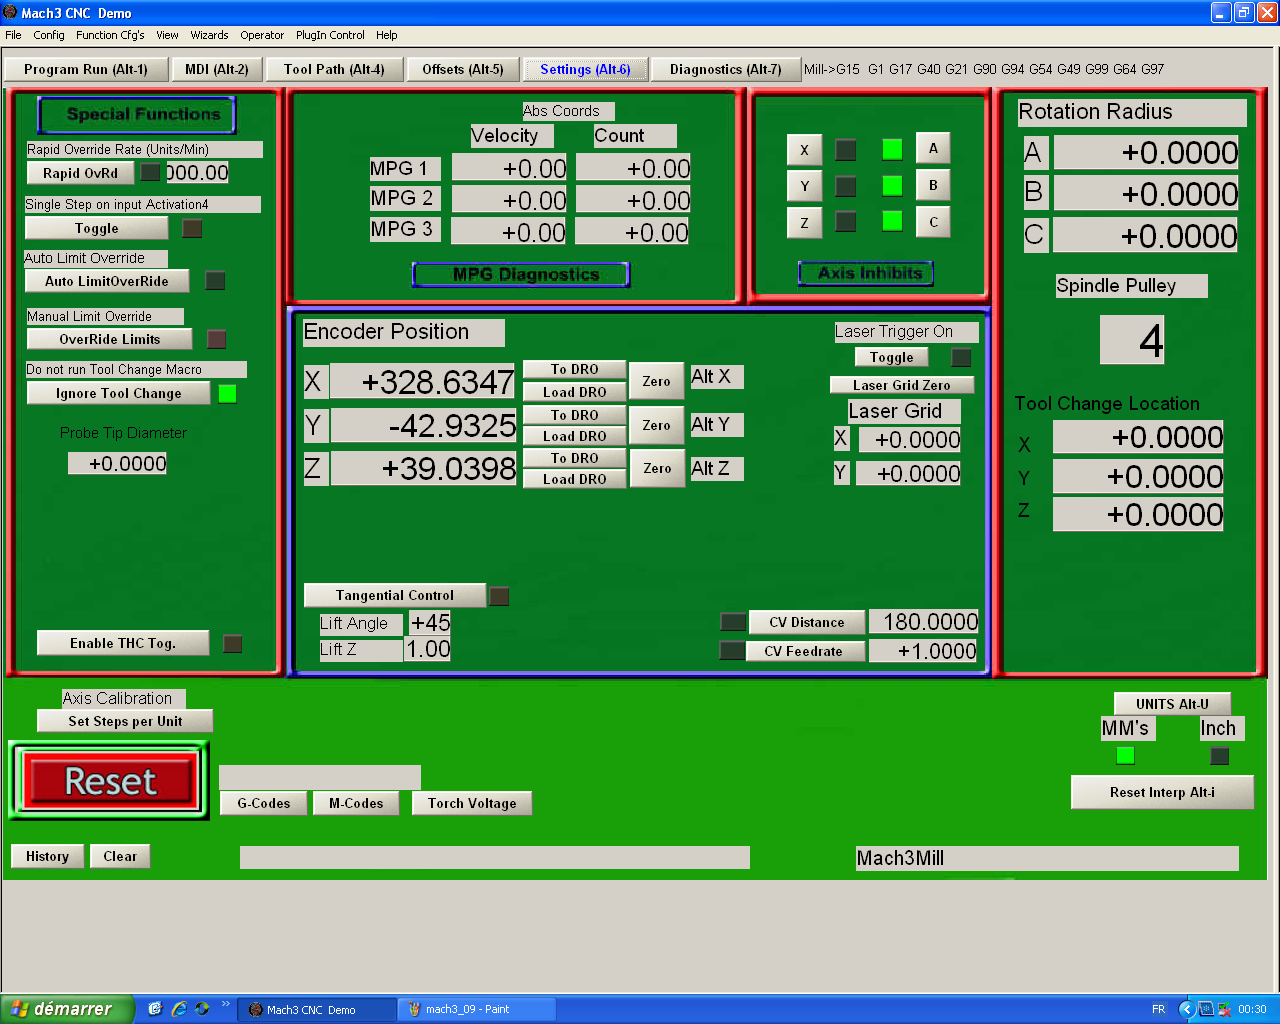 Mach3 CNC  Demo
File Config Function Cfg's View Wizards Operator PlugIn Control Help
Program Run (Alt-1) MDI (Alt-2) Tool Path (Alt-4) Offsets (Alt-5) Settings (Alt-6) Diagnostics (Alt-7) Mill->G15 G1 G17 G40 G21 G90 G94 G54 G49 G99 G64 G97
Special Functions
Rapid Override Rate (Units/Min)
Rapid OvRd 000.00
Single Step on input Activation4
Toggle
Auto Limit Override
Auto LimitOverRide
Manual Limit Override
OverRide Limits
Do not run Tool Change Macro
Ignore Tool Change
Probe Tip Diameter
+0.0000
Enable THC Tog.
Abs Coords
Velocity Count
MPG 1 +0.00 +0.00
MPG 2 +0.00 +0.00
MPG 3 +0.00 +0.00
MPG Diagnostics
X A
Y B
Z C
Axis Inhibits
Rotation Radius
A +0.0000
B +0.0000
C +0.0000
Spindle Pulley
4
Tool Change Location
X +0.0000
Y +0.0000
Z +0.0000
Encoder Position
X +328.6347 To DRO Load DRO Zero Alt X
Y -42.9325 To DRO Load DRO Zero Alt Y
Z +39.0398 To DRO Load DRO Zero Alt Z
Laser Trigger On
Toggle
Laser Grid Zero
Laser Grid
X +0.0000
Y +0.0000
Tangential Control
Lift Angle +45
Lift Z 1.00
CV Distance 180.0000
CV Feedrate +1.0000
Axis Calibration
Set Steps per Unit
Reset
G-Codes M-Codes Torch Voltage
UNITS Alt-U
MM's Inch
Reset Interp Alt-i
History Clear
Mach3Mill
démarrer » Mach3 CNC  Demo mach3_09 - Paint FR 00:30